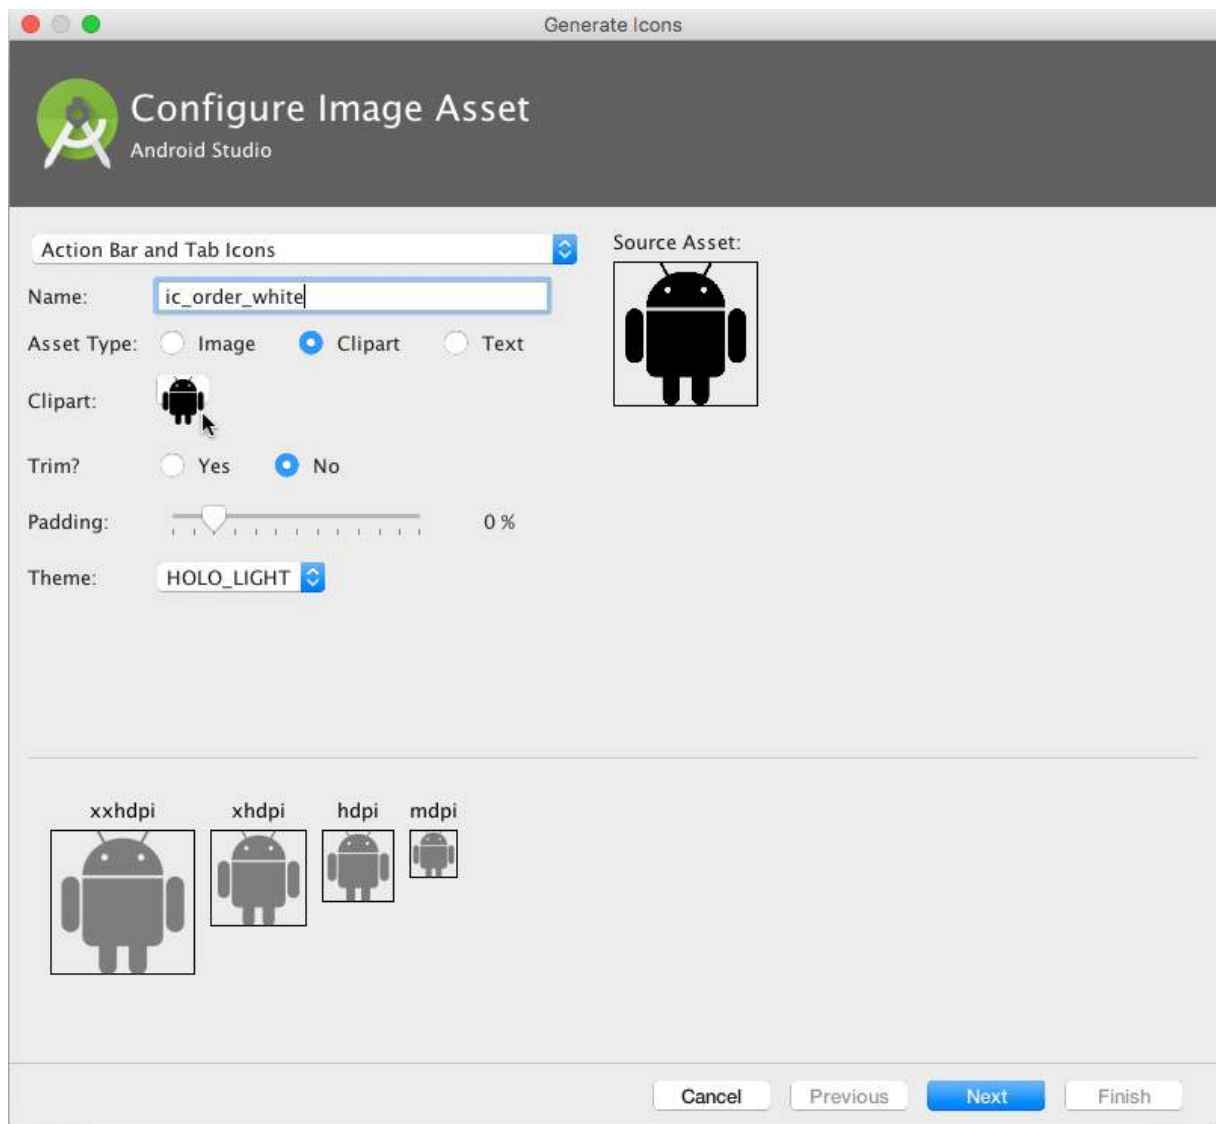 Generate Icons
Configure Image Asset
Android Studio
Action Bar and Tab Icons
Source Asset:
Name: ic_order_white
Asset Type: Image Clipart Text
Clipart:
Trim? Yes No
Padding: 0 %
Theme: HOLO_LIGHT
xxhdpi xhdpi hdpi mdpi
Cancel Previous Next Finish